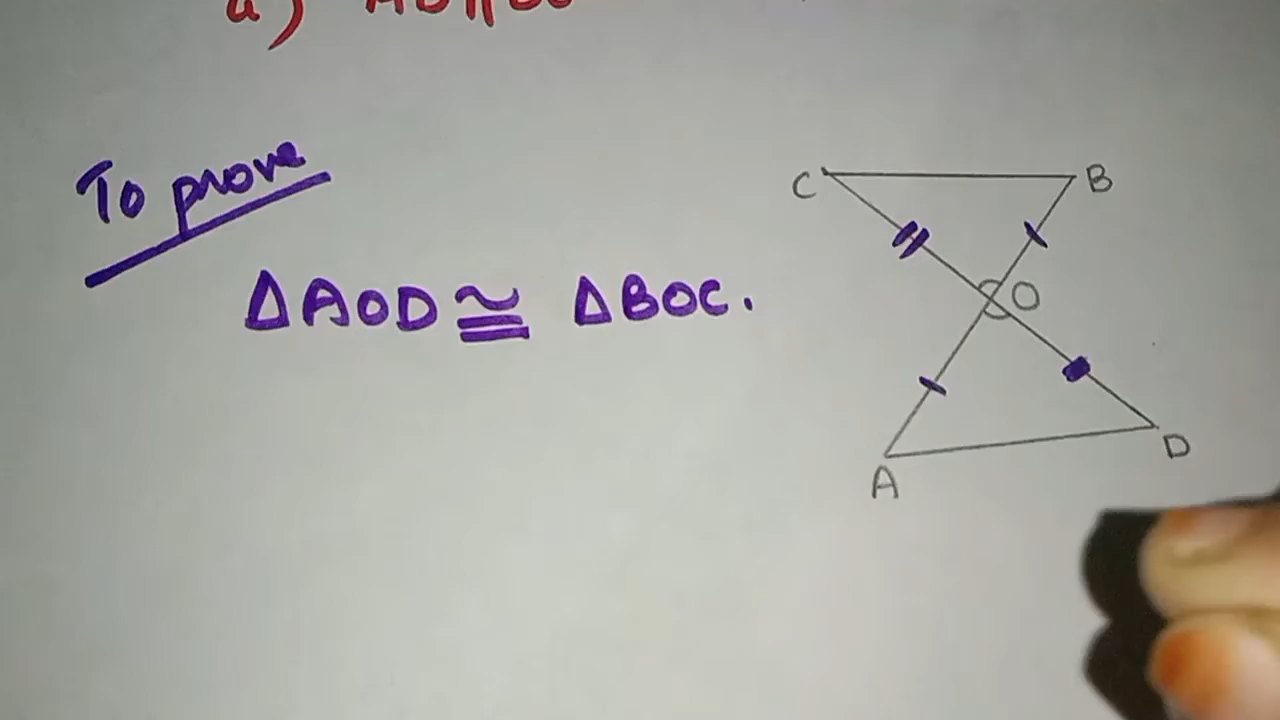 To prove
ΔAOD ≅ ΔBOC.
C
B
O
A
D